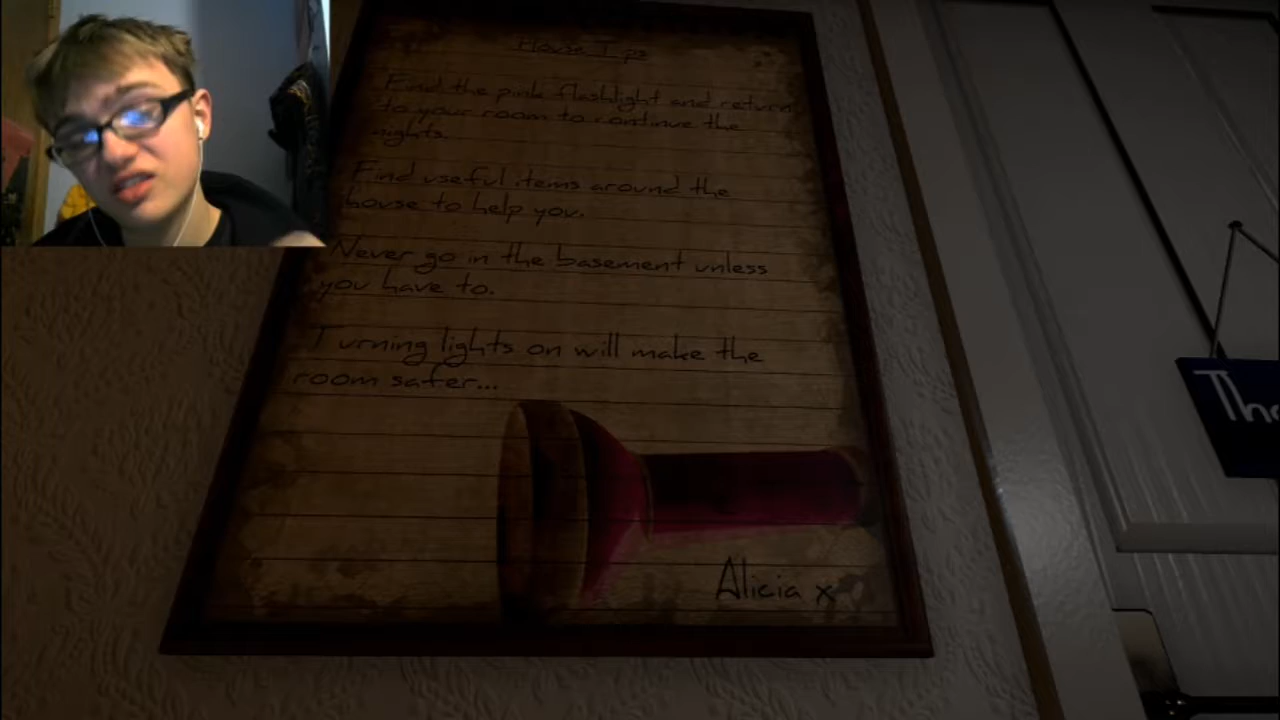 House Tips
Find the pink flashlight and return
to your room to continue the
nights.
Find useful items around the
house to help you.
Never go in the basement unless
you have to.
Turning lights on will make the
room safer...
Alicia x
Tha